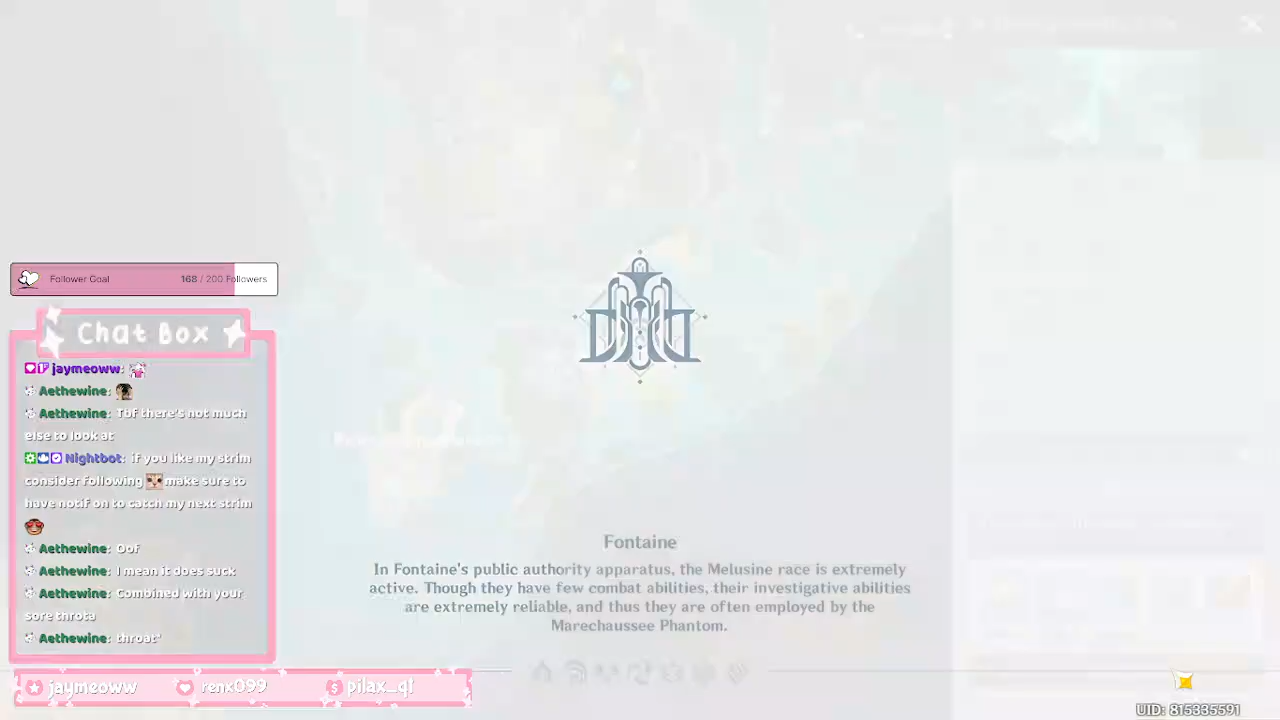 Follower Goal 168 / 200 Followers
Chat Box
jaymeoww:
Aethewine:
Aethewine: Tbf there's not much
else to look at
Nightbot: if you like my strim
consider following make sure to
have notif on to catch my next strim
Aethewine: Oof
Aethewine: I mean it does suck
Aethewine: Combined with your
sore throta
Aethewine: throat*
jaymeoww renx099 pilax_qt
Fontaine
In Fontaine's public authority apparatus, the Melusine race is extremely
active. Though they have few combat abilities, their investigative abilities
are extremely reliable, and thus they are often employed by the
Marechaussee Phantom.
UID: 815335591